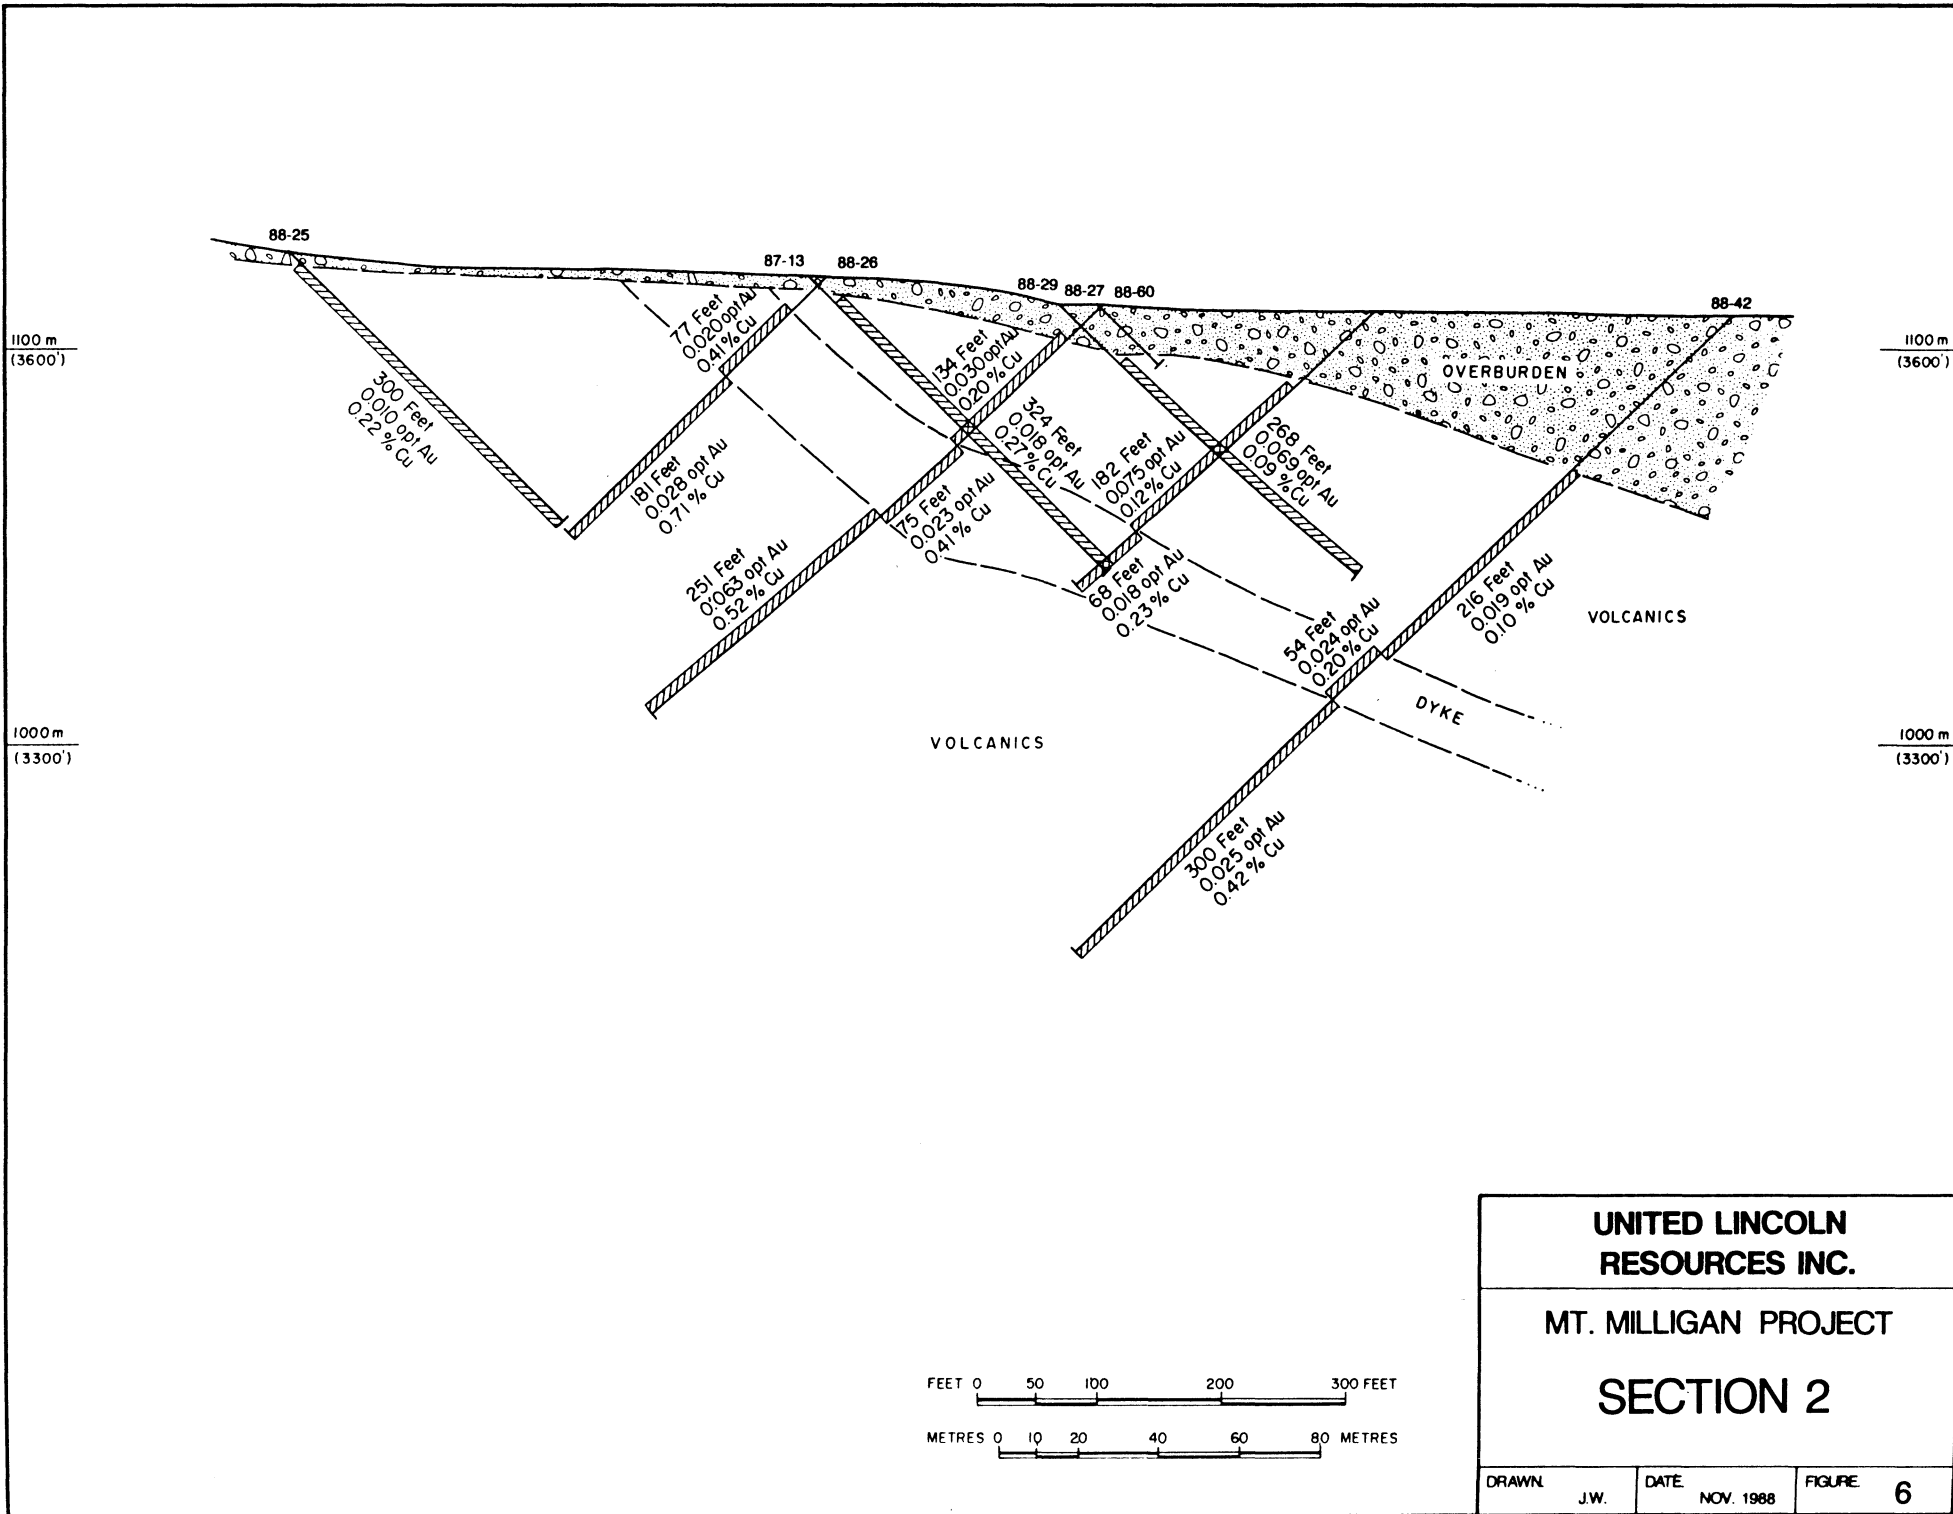 88-25
87-13
88-26
88-29
88-27
88-60
88-42
1100 m
(3600')
1100 m
(3600')
OVERBURDEN
77 Feet
0.020 opt Au
0.41 % Cu
134 Feet
0.030 opt Au
0.20 % Cu
300 Feet
0.010 opt Au
0.22 % Cu
324 Feet
0.018 opt Au
0.27 % Cu
268 Feet
0.069 opt Au
0.09 % Cu
181 Feet
0.028 opt Au
0.71 % Cu
182 Feet
0.075 opt Au
0.12 % Cu
175 Feet
0.023 opt Au
0.41 % Cu
251 Feet
0.063 opt Au
0.52 % Cu
68 Feet
0.018 opt Au
0.23 % Cu
216 Feet
0.019 opt Au
0.10 % Cu
54 Feet
0.024 opt Au
0.20 % Cu
VOLCANICS
DYKE
VOLCANICS
1000 m
(3300')
1000 m
(3300')
300 Feet
0.025 opt Au
0.42 % Cu
UNITED LINCOLN
RESOURCES INC.
MT. MILLIGAN PROJECT
SECTION 2
FEET 0 50 100 200 300 FEET
METRES 0 10 20 40 60 80 METRES
DRAWN. J.W.
DATE. NOV. 1988
FIGURE. 6